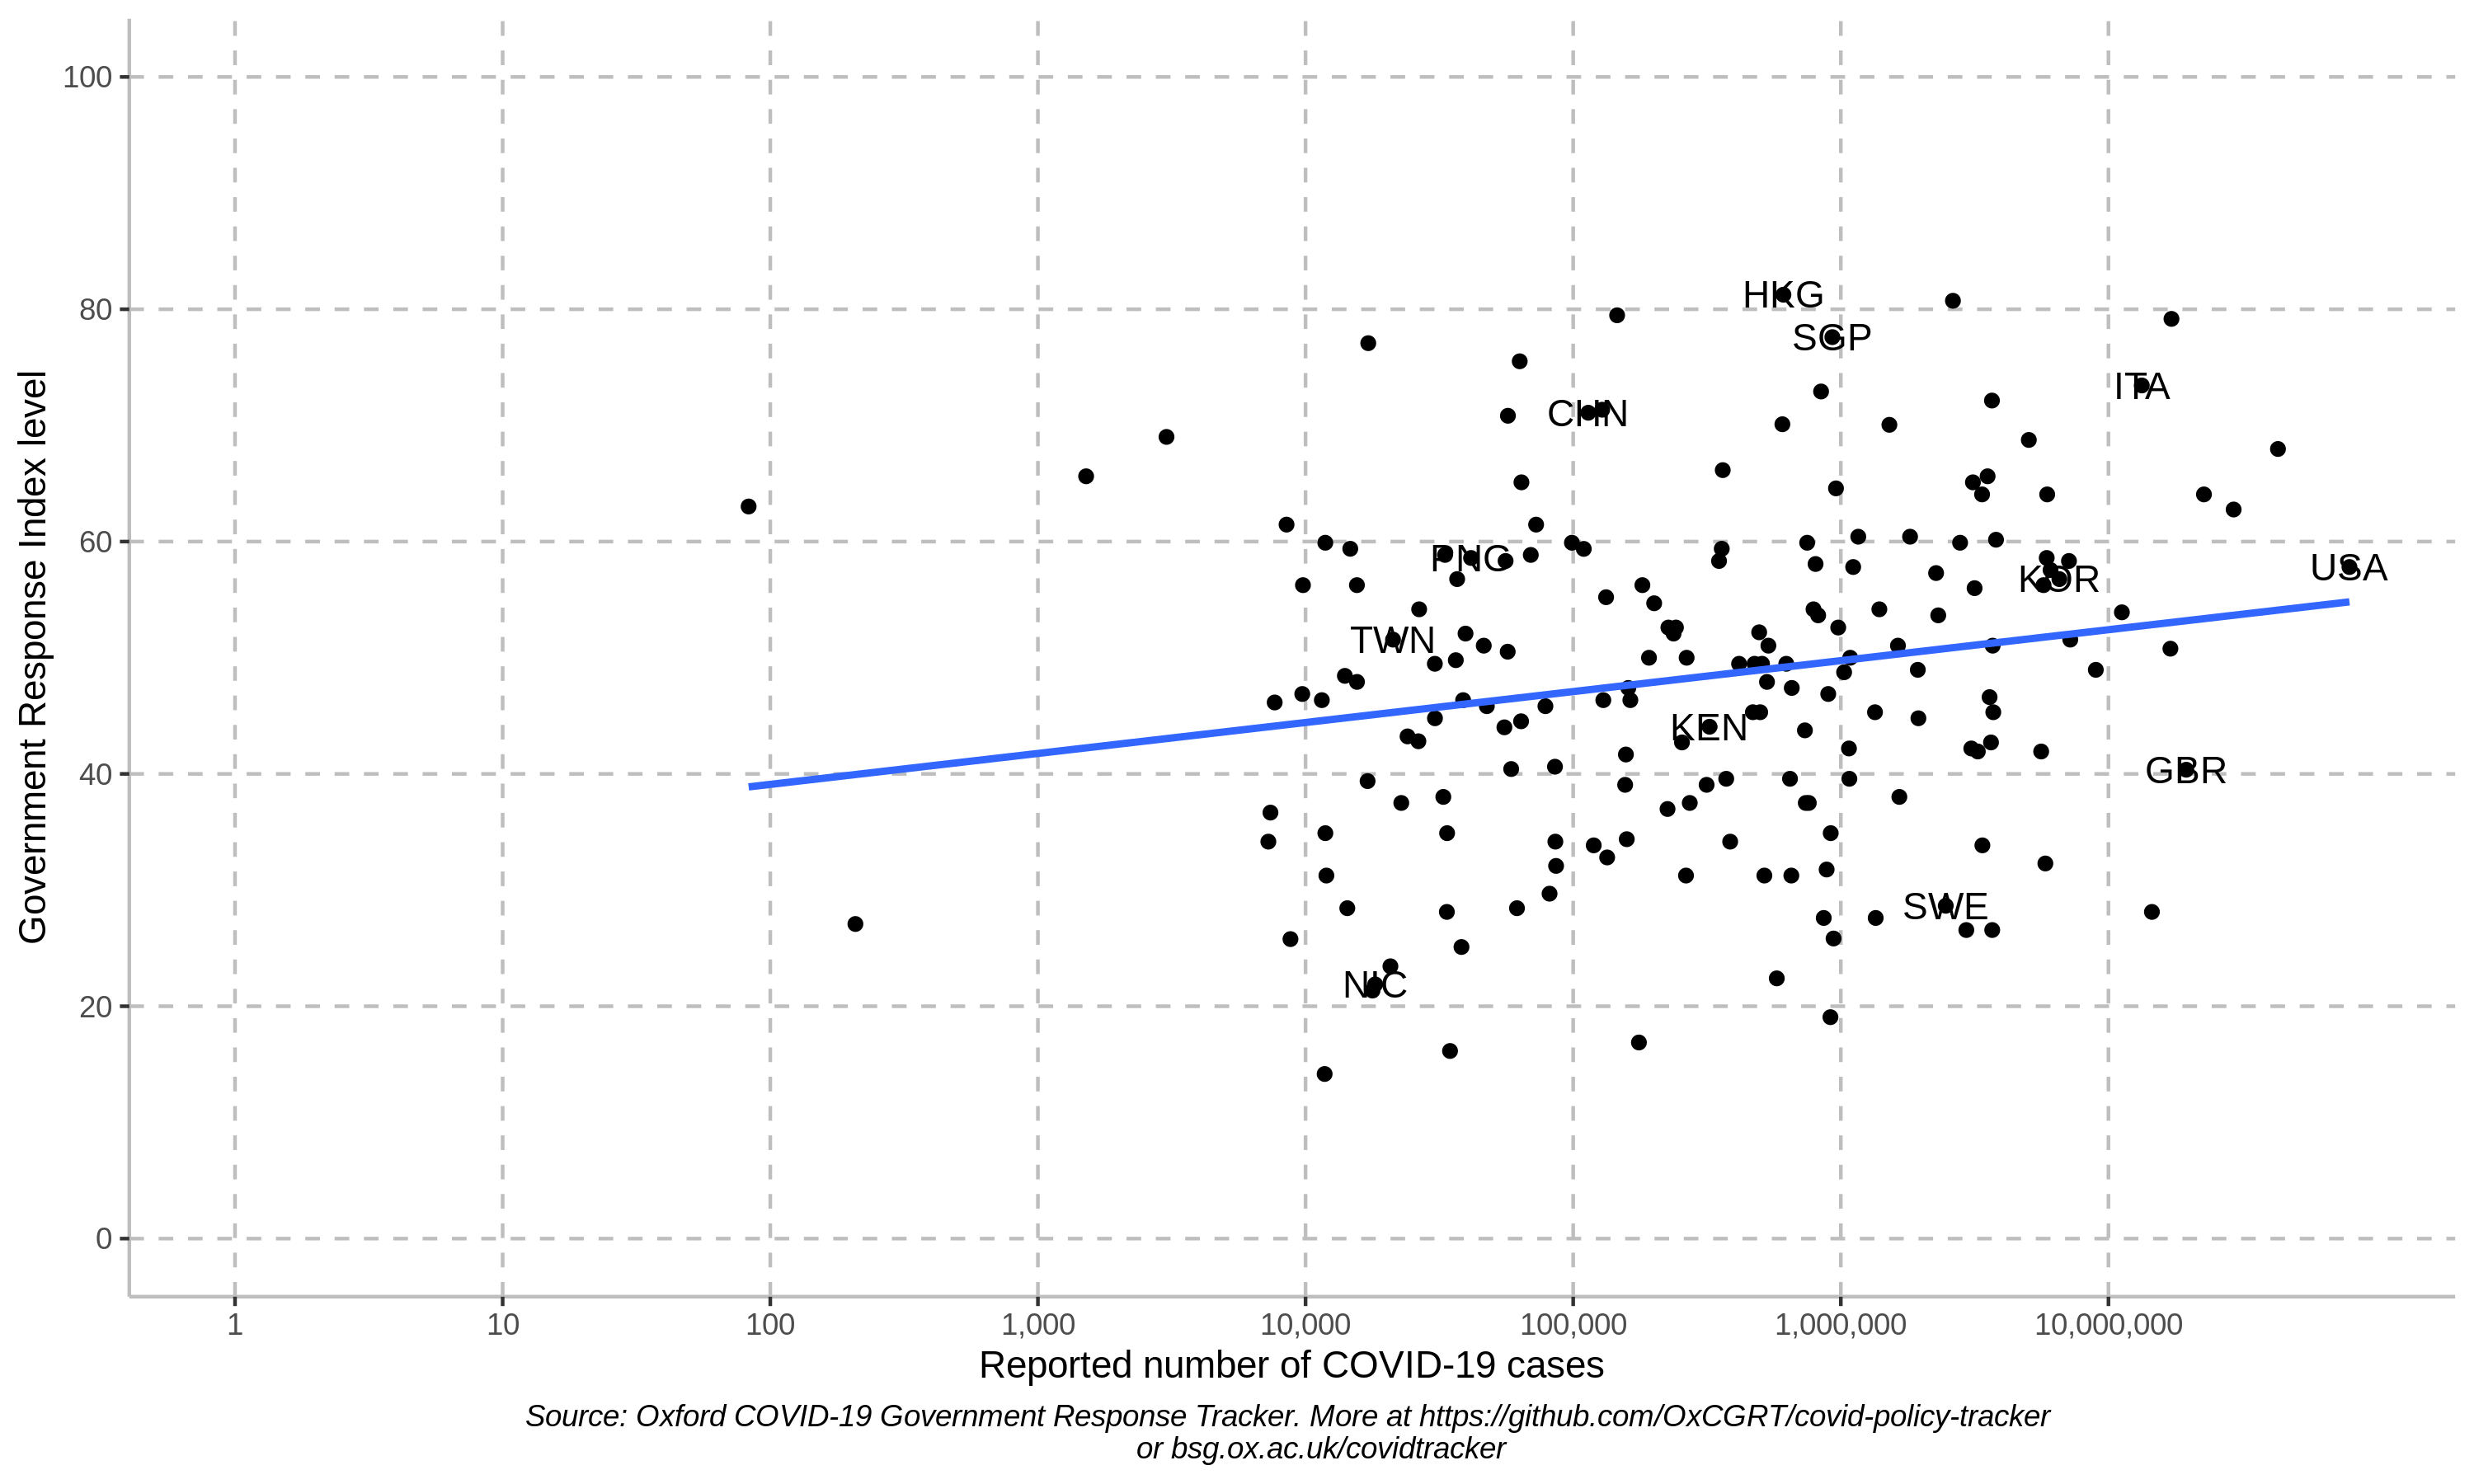 Government Response Index level
100
80
60
40
20
0
HKG
SGP
ITA
CHN
PNG
USA
KOR
TWN
KEN
GBR
SWE
NIC
1
10
100
1,000
10,000
100,000
1,000,000
10,000,000
Reported number of COVID-19 cases
Source: Oxford COVID-19 Government Response Tracker. More at https://github.com/OxCGRT/covid-policy-tracker
or bsg.ox.ac.uk/covidtracker